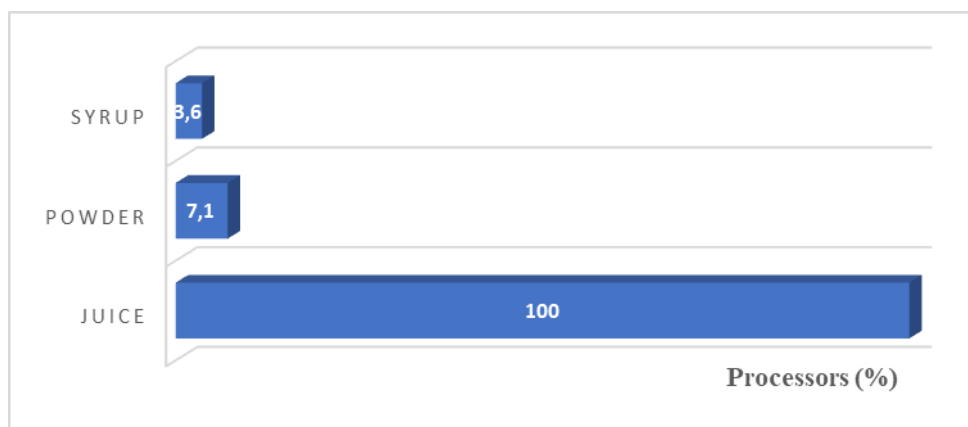 SYRUP
3,6
POWDER
7,1
JUICE
100
Processors (%)